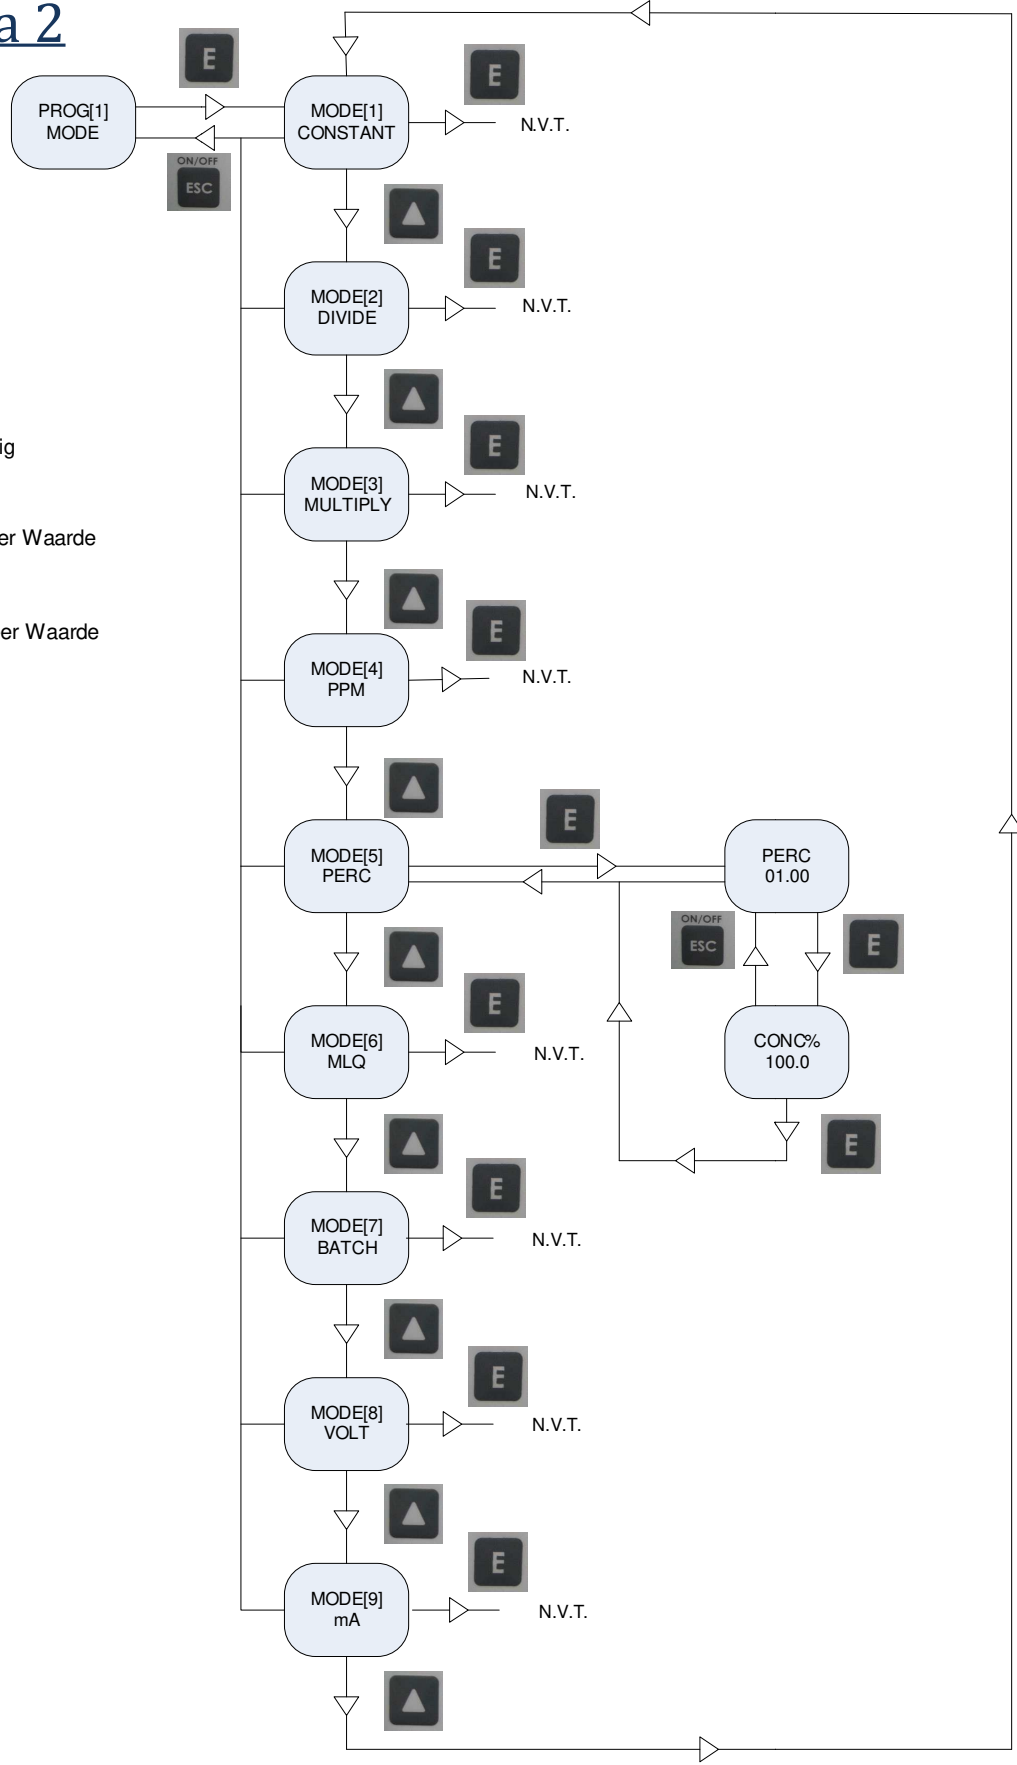 a 2
E
E
PROG[1]
MODE
MODE[1]
CONSTANT
N.V.T.
ON/OFF
ESC
E
MODE[2]
DIVIDE
N.V.T.
E
ig
MODE[3]
MULTIPLY
N.V.T.
er Waarde
E
er Waarde
MODE[4]
PPM
N.V.T.
E
MODE[5]
PERC
PERC
01.00
ON/OFF
ESC
E
E
MODE[6]
MLQ
N.V.T.
CONC%
100.0
E
E
MODE[7]
BATCH
N.V.T.
E
MODE[8]
VOLT
N.V.T.
E
MODE[9]
mA
N.V.T.